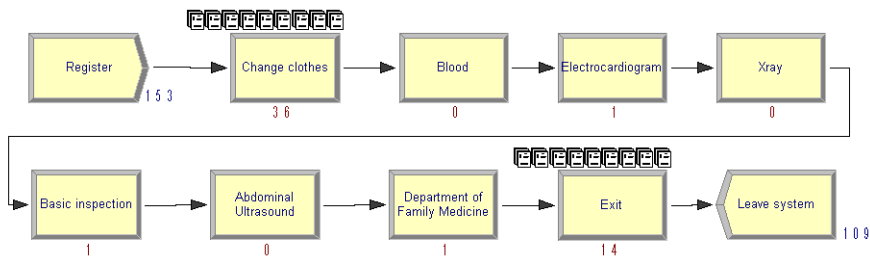 Register
Change clothes
Blood
Electrocardiogram
Xray
153
36
0
1
0
Basic inspection
Abdominal
Ultrasound
Department of
Family Medicine
Exit
Leave system
109
1
0
1
14